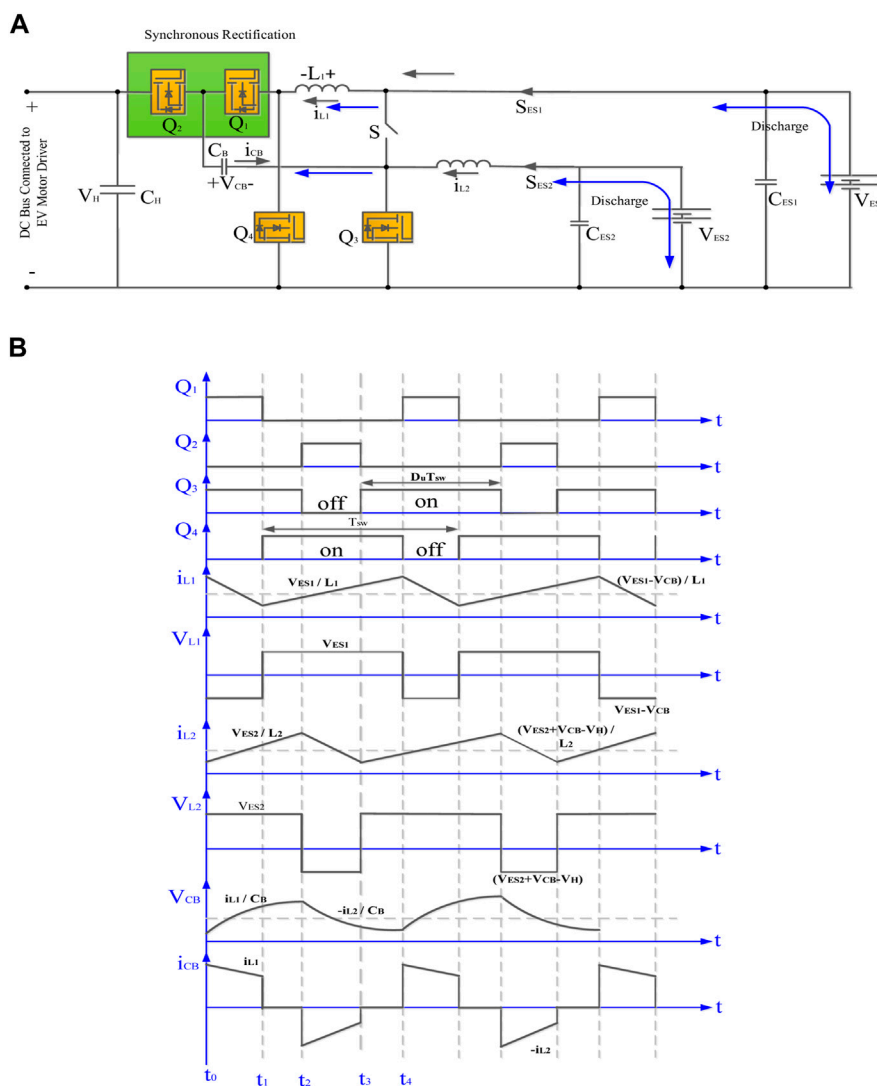 A
Synchronous Rectification
-L1+
Q2
Q1
iL1
SES1
S
Discharge
+
DC Bus Connected to
EV Motor Driver
VH
CH
CB
iCB
+VCB-
iL2
SES2
Discharge
CES1
VES
Q4
Q3
CES2
VES2
-
B
Q1
t
Q2
t
Q3
DuTsw
off
on
t
Q4
Tsw
on
off
t
iL1
VES1 / L1
(VES1-VCB) / L1
t
VL1
VES1
t
VES1-VCB
iL2
VES2 / L2
(VES2+VCB-VH) /
L2
t
VL2
VES2
t
(VES2+VCB-VH)
VCB
iL1 / CB
-iL2 / CB
t
iCB
iL1
t
-iL2
t0
t1
t2
t3
t4